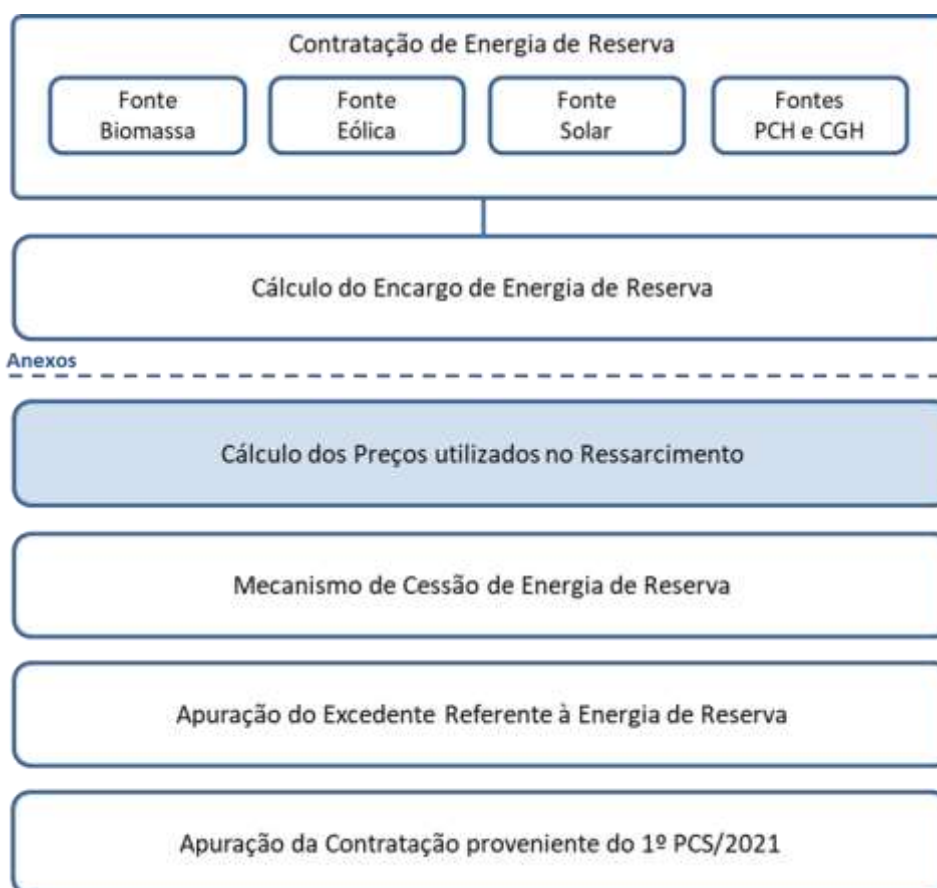 Contratação de Energia de Reserva
Fonte
Biomassa
Fonte
Eólica
Fonte
Solar
Fontes
PCH e CGH
Cálculo do Encargo de Energia de Reserva
Anexos
Cálculo dos Preços utilizados no Ressarcimento
Mecanismo de Cessão de Energia de Reserva
Apuração do Excedente Referente à Energia de Reserva
Apuração da Contratação proveniente do 1º PCS/2021